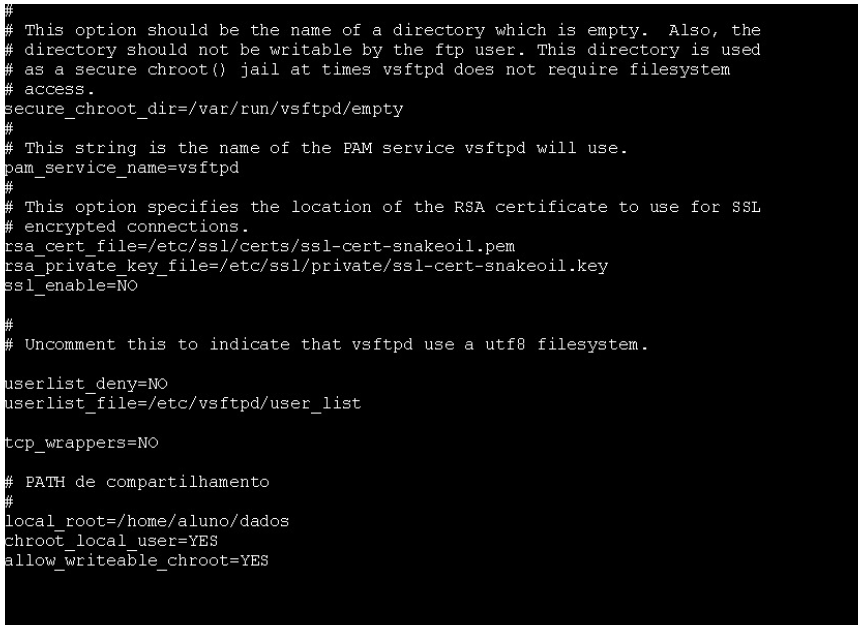 #
# This option should be the name of a directory which is empty.  Also, the
# directory should not be writable by the ftp user. This directory is used
# as a secure chroot() jail at times vsftpd does not require filesystem
# access.
secure_chroot_dir=/var/run/vsftpd/empty
#
# This string is the name of the PAM service vsftpd will use.
pam_service_name=vsftpd
#
# This option specifies the location of the RSA certificate to use for SSL
# encrypted connections.
rsa_cert_file=/etc/ssl/certs/ssl-cert-snakeoil.pem
rsa_private_key_file=/etc/ssl/private/ssl-cert-snakeoil.key
ssl_enable=NO

#
# Uncomment this to indicate that vsftpd use a utf8 filesystem.

userlist_deny=NO
userlist_file=/etc/vsftpd/user_list

tcp_wrappers=NO

# PATH de compartilhamento
#
local_root=/home/aluno/dados
chroot_local_user=YES
allow_writeable_chroot=YES